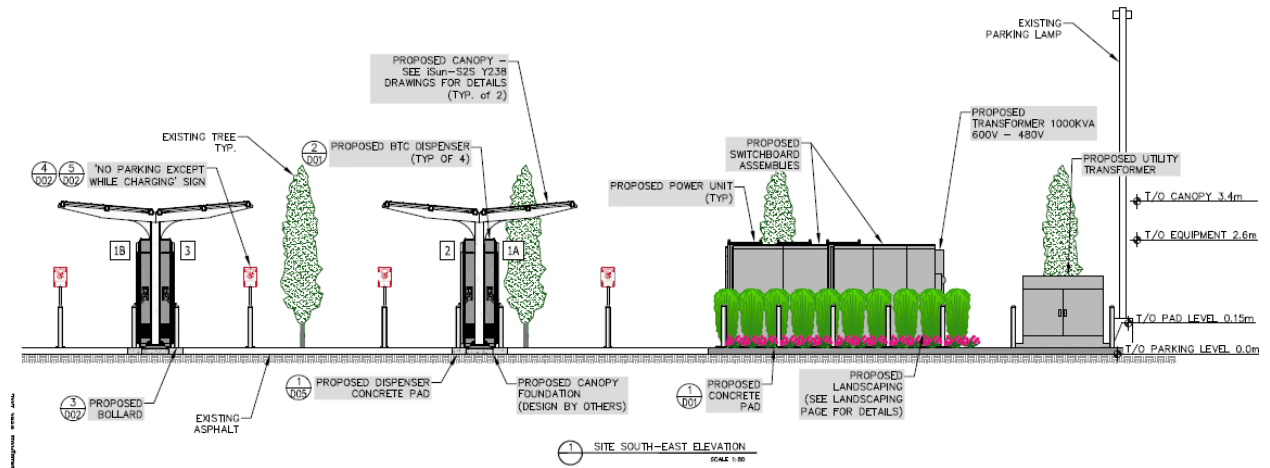 EXISTING
PARKING LAMP
PROPOSED CANOPY –
SEE iSun-S2S Y238
DRAWINGS FOR DETAILS
(TYP. of 2)
PROPOSED
TRANSFORMER 1000KVA
600V – 480V
EXISTING TREE
TYP.
2
D01
PROPOSED BTC DISPENSER
(TYP OF 4)
PROPOSED
SWITCHBOARD
ASSEMBLIES
PROPOSED UTILITY
TRANSFORMER
4
D02
5
D02
'NO PARKING EXCEPT
WHILE CHARGING' SIGN
PROPOSED POWER UNIT
(TYP)
T/O CANOPY 3.4m
T/O EQUIPMENT 2.6m
1B
3
2
1A
T/O PAD LEVEL 0.15m
T/O PARKING LEVEL 0.0m
1
D05
PROPOSED DISPENSER
CONCRETE PAD
PROPOSED CANOPY
FOUNDATION
(DESIGN BY OTHERS)
1
D01
PROPOSED
CONCRETE
PAD
PROPOSED
LANDSCAPING
(SEE LANDSCAPING
PAGE FOR DETAILS)
3
D02
PROPOSED
BOLLARD
EXISTING
ASPHALT
1
SITE SOUTH-EAST ELEVATION
SCALE 1:80